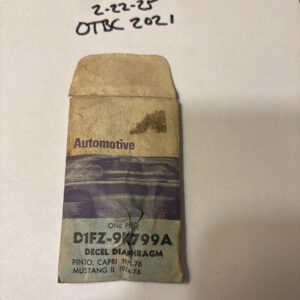 2-22-25
OTBC 2021
Automotive
ONE PIECE
D1FZ-9K799A
DECEL DIAPHRAGM
PINTO, CAPRI 1971-76
MUSTANG II 1974-76